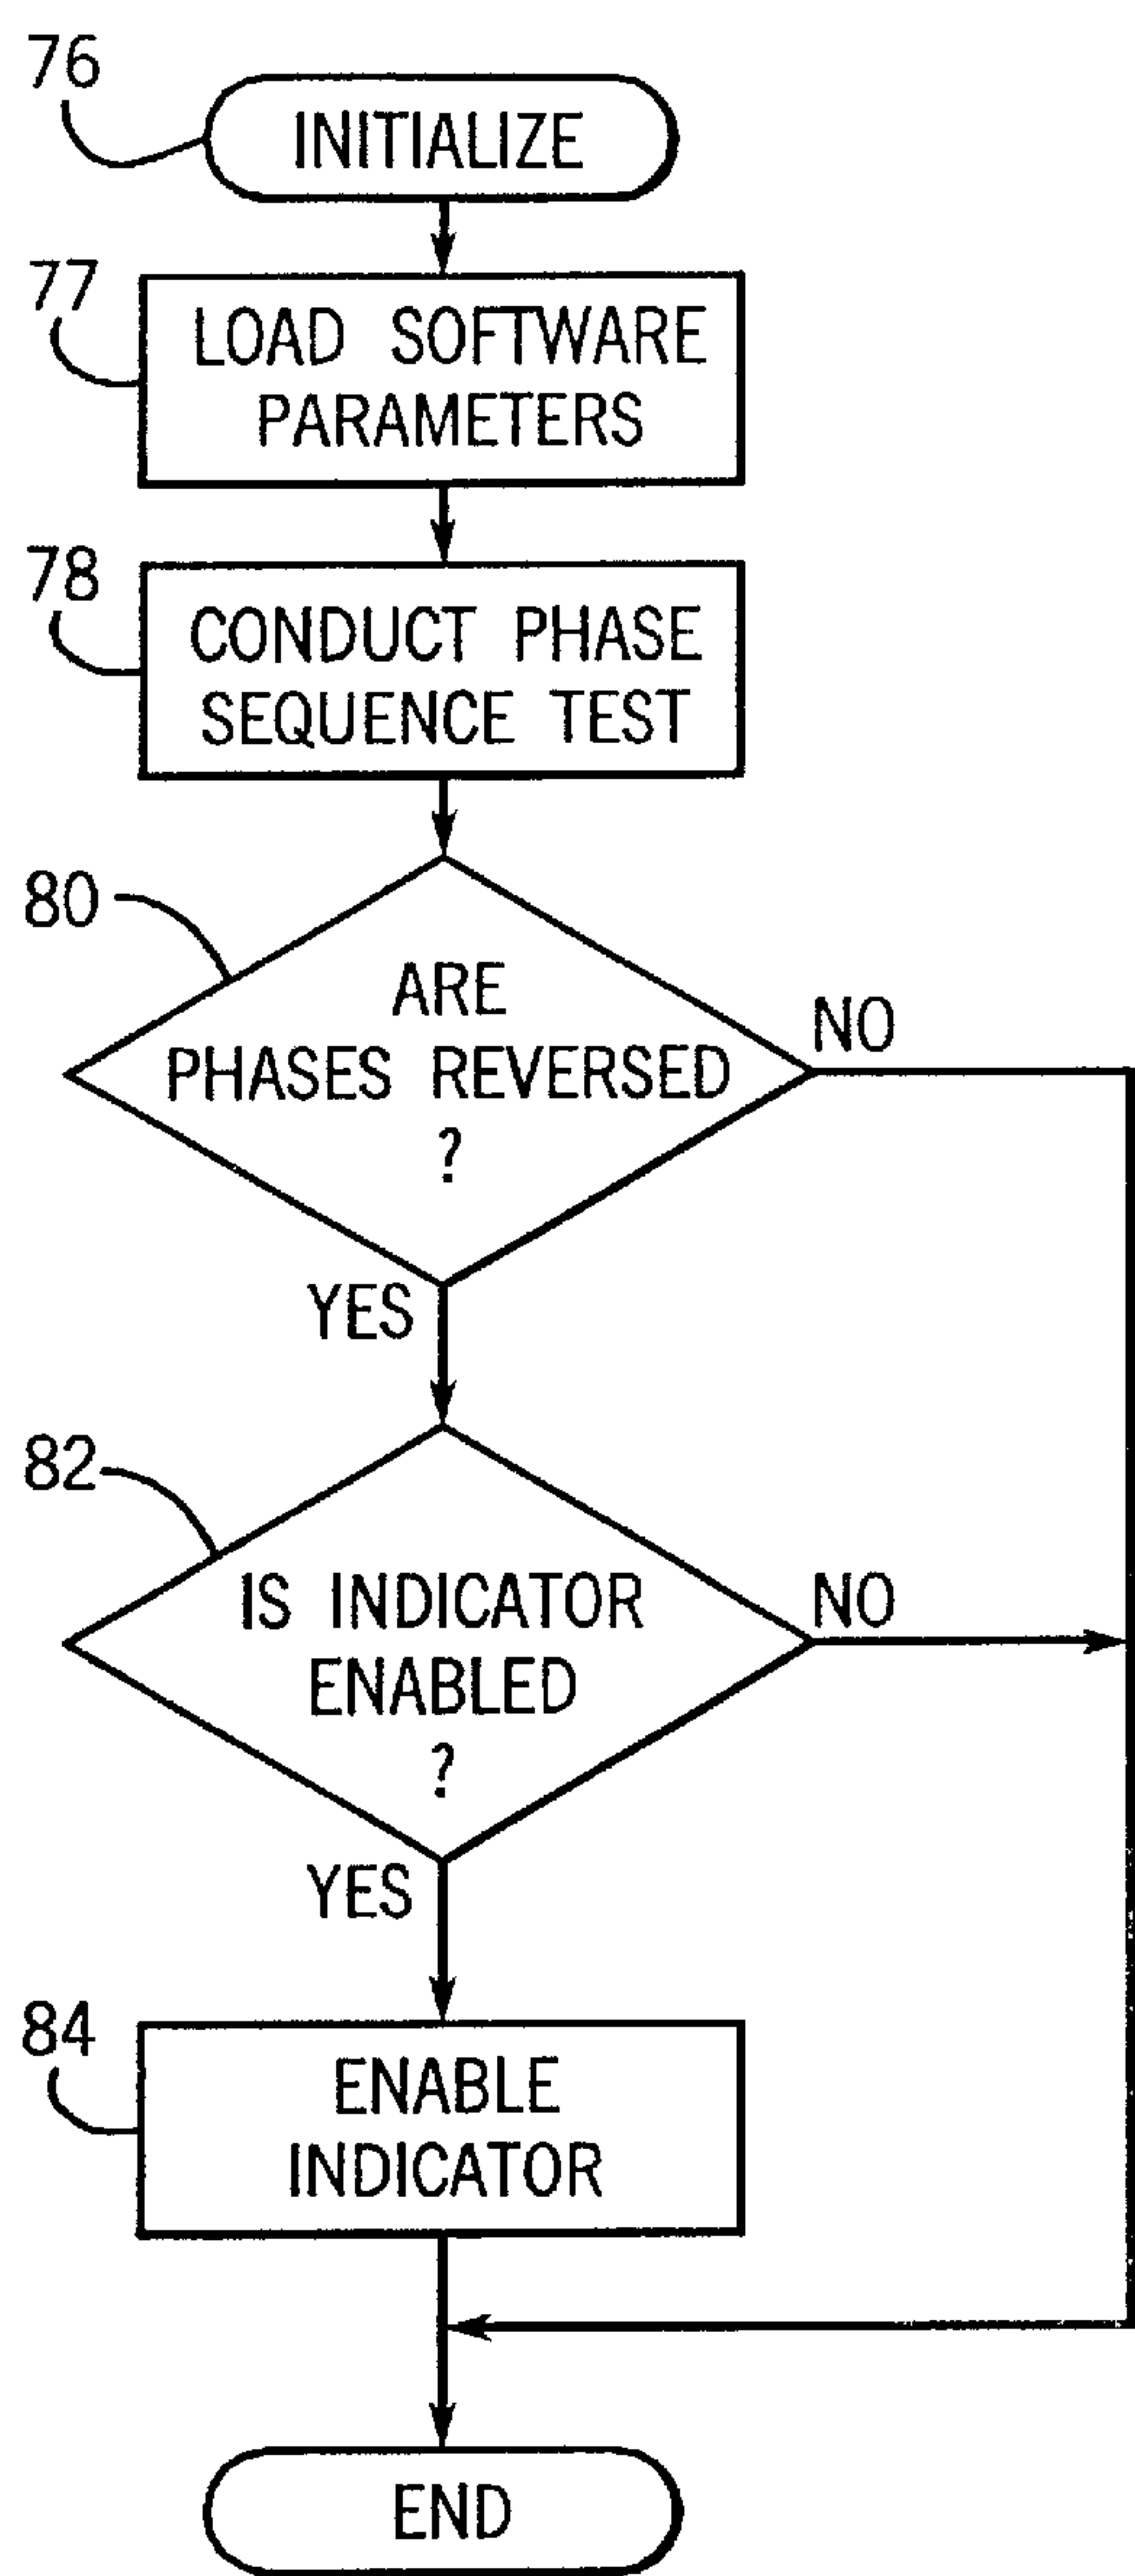 76
INITIALIZE
77
LOAD SOFTWARE
PARAMETERS
78
CONDUCT PHASE
SEQUENCE TEST
80
ARE
PHASES REVERSED
?
NO
YES
82
IS INDICATOR
ENABLED
?
NO
YES
84
ENABLE
INDICATOR
END